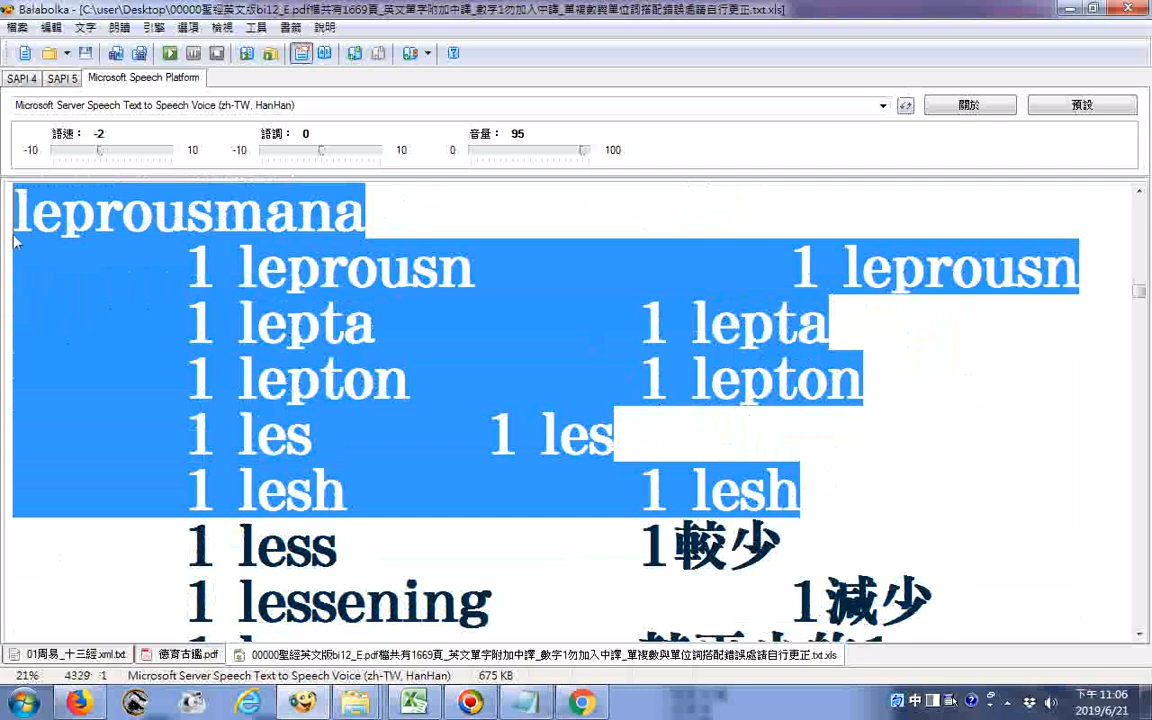 Balabolka - [C:\user\Desktop\00000聖經英文版bi12_E.pdf檔共有1669頁_英文單字附加中譯_數字1勿加入中譯_單複數與單位詞搭配錯誤處請自行更正.txt.xls]
檔案 編輯 文字 朗讀 引擎 選項 檢視 工具 書籤 說明
SAPI 4 SAPI 5 Microsoft Speech Platform
Microsoft Server Speech Text to Speech Voice (zh-TW, HanHan) 關於 預設
語速： -2 語調： 0 音量： 95
-10 10 -10 10 0 100
leprousmana
1 leprousn 1 leprousn
1 lepta 1 lepta
1 lepton 1 lepton
1 les 1 les
1 lesh 1 lesh
1 less 1較少
1 lessening 1減少
01周易_十三經.xml.txt 德育古鑑.pdf 00000聖經英文版bi12_E.pdf檔共有1669頁_英文單字附加中譯_數字1勿加入中譯_單複數與單位詞搭配錯誤處請自行更正.txt.xls
21% 4329 :1 Microsoft Server Speech Text to Speech Voice (zh-TW, HanHan) 675 KB
中 下午 11:06
2019/6/21